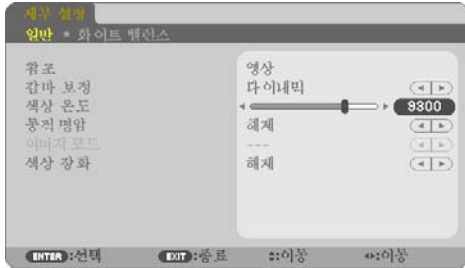 세부 설정
일반 • 화이트 밸런스
참조 영상
감마 보정 다이내믹
색상 온도 9300
동적 명암 해제
이미지 모드 ---
색상 강화 해제
ENTER :선택 EXIT :종료 :이동 :이동